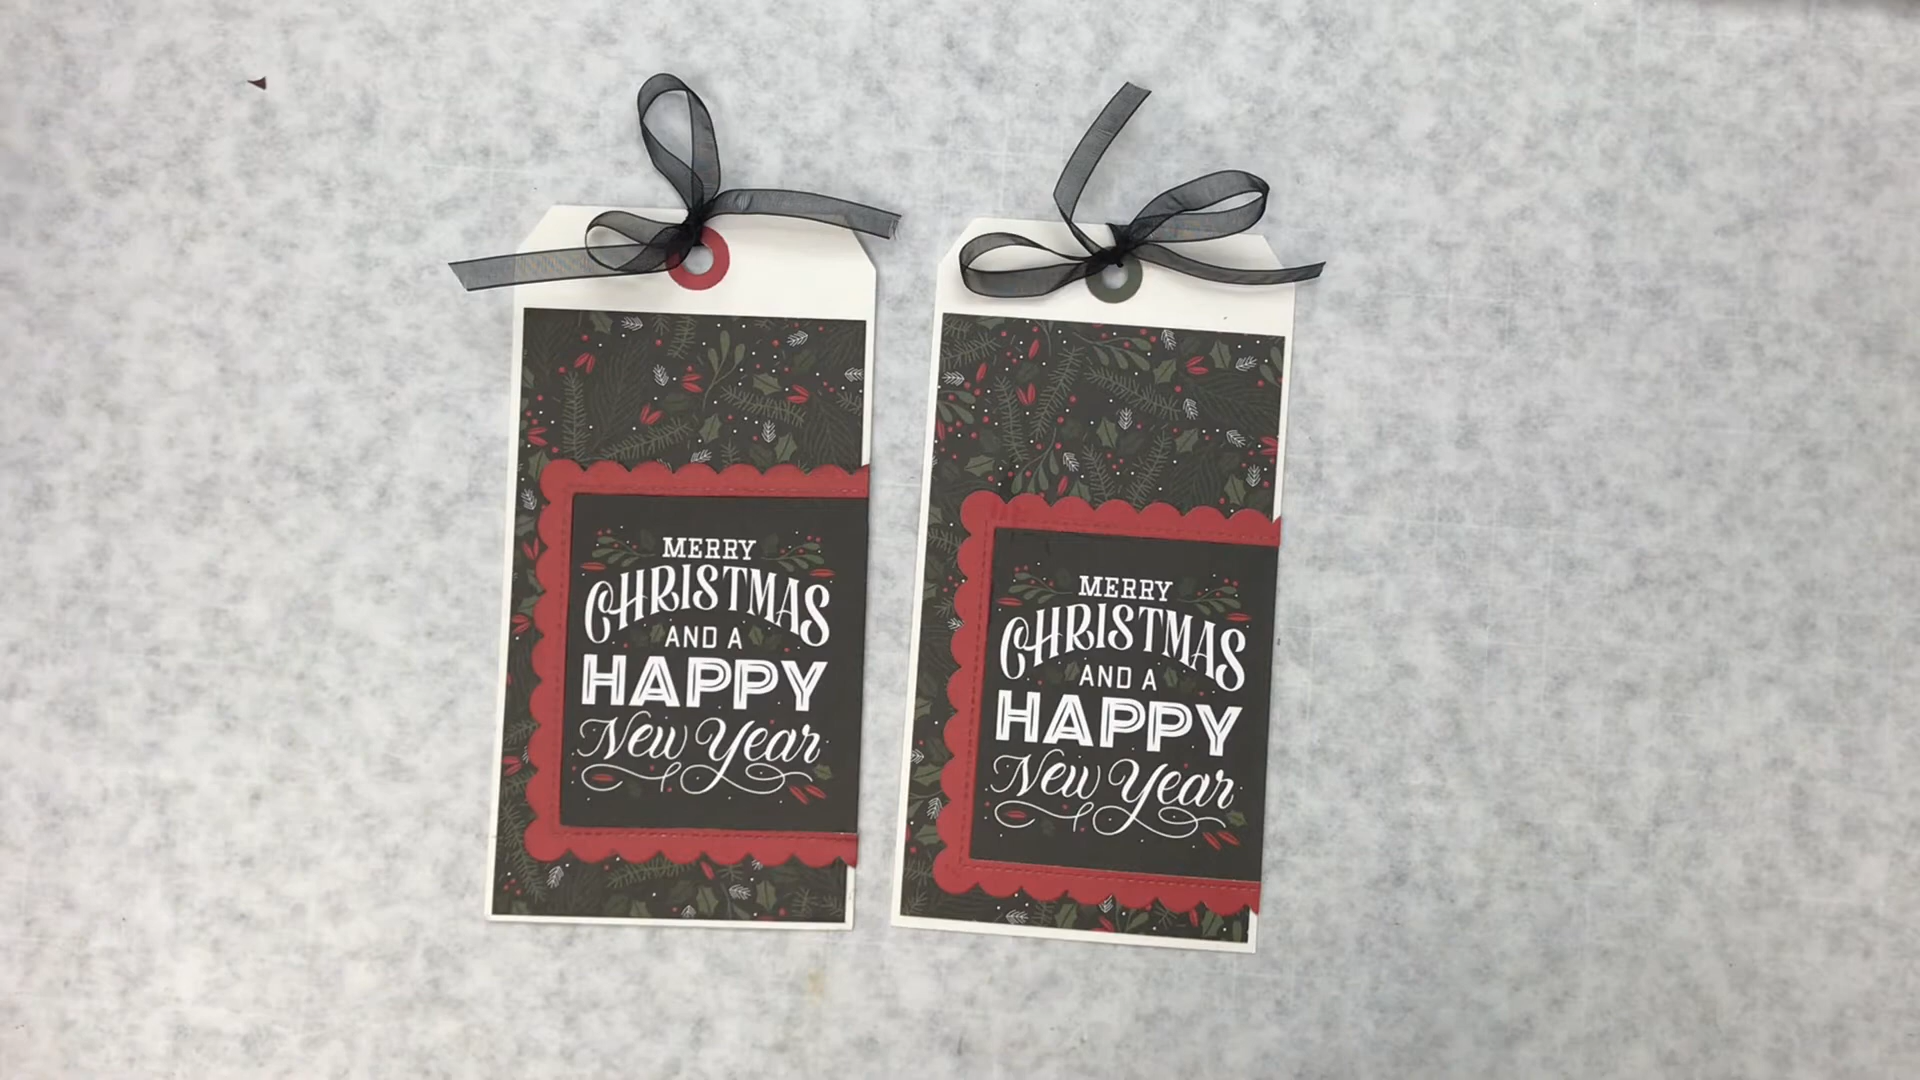 MERRY
CHRISTMAS
AND A
HAPPY
New Year
MERRY
CHRISTMAS
AND A
HAPPY
New Year